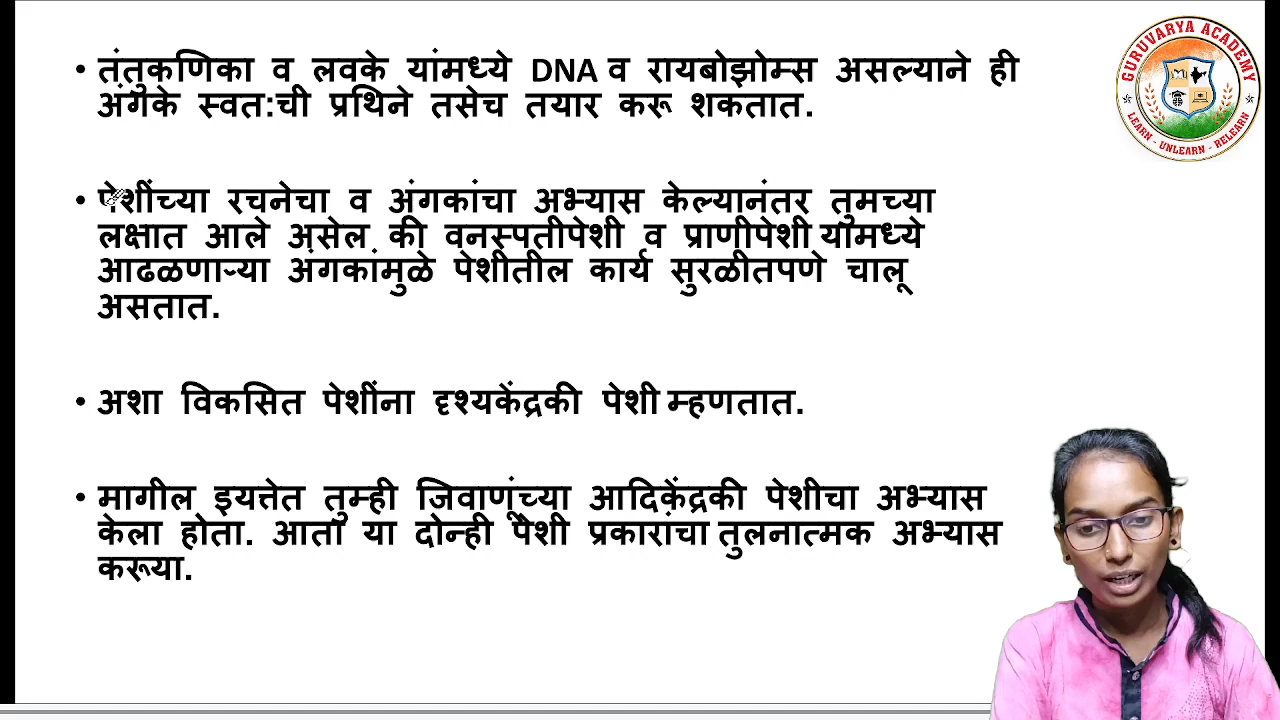 • तंतुकणिका व लवके यांमध्ये DNA व रायबोझोम्स असल्याने ही
अंगके स्वत:ची प्रथिने तसेच तयार करू शकतात.
• पेशींच्या रचनेचा व अंगकांचा अभ्यास केल्यानंतर तुमच्या
लक्षात आले असेल की वनस्पतीपेशी व प्राणीपेशी यांमध्ये
आढळणाऱ्या अंगकांमुळे पेशीतील कार्य सुरळीतपणे चालू
असतात.
• अशा विकसित पेशींना दृश्यकेंद्रकी पेशी म्हणतात.
• मागील इयत्तेत तुम्ही जिवाणूंच्या आदिकेंद्रकी पेशीचा अभ्यास
केला होता. आता या दोन्ही पेशी प्रकारांचा तुलनात्मक अभ्यास
करूया.
GURUVARYA ACADEMY
LEARN - UNLEARN - RELEARN